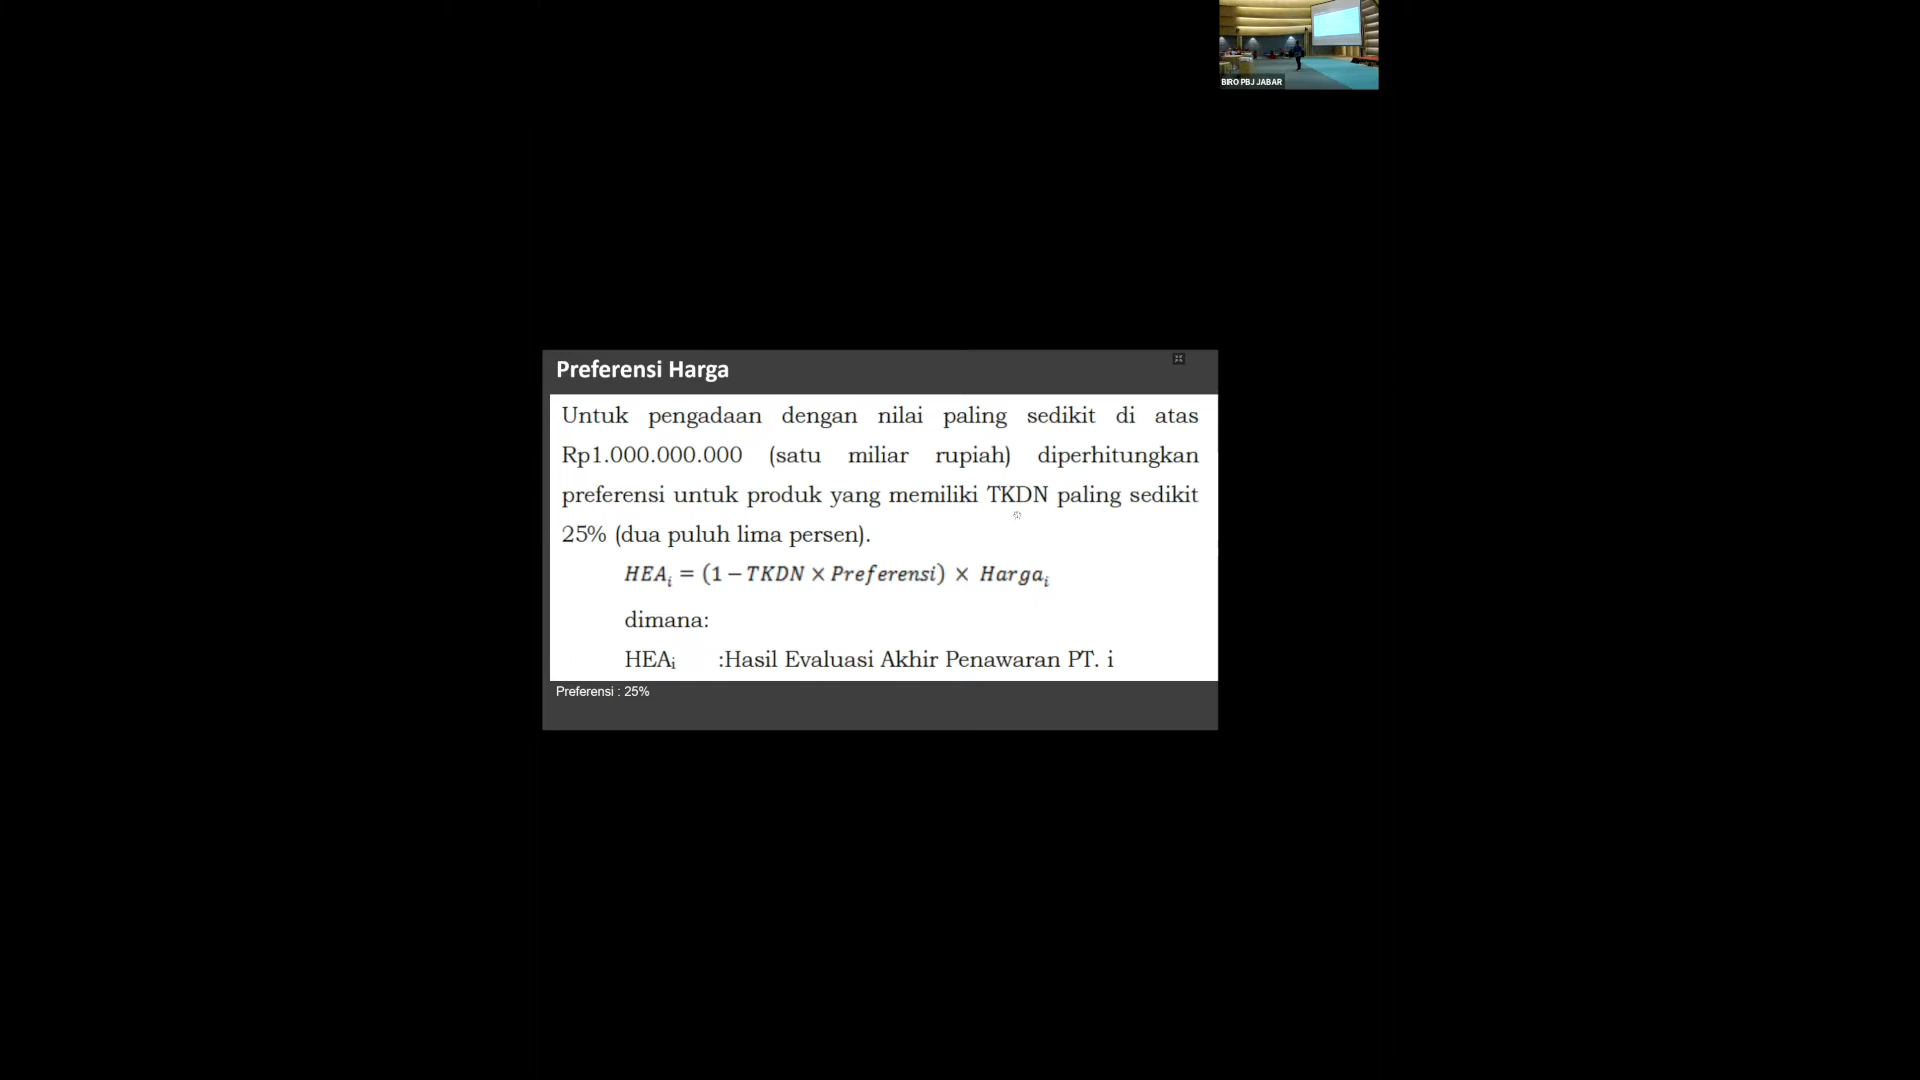 BIRO PBJ JABAR
Preferensi Harga
Untuk pengadaan dengan nilai paling sedikit di atas
Rp1.000.000.000 (satu miliar rupiah) diperhitungkan
preferensi untuk produk yang memiliki TKDN paling sedikit
25% (dua puluh lima persen).
HEAᵢ = (1 − TKDN × Preferensi) × Hargaᵢ
dimana:
HEAᵢ :Hasil Evaluasi Akhir Penawaran PT. i
Preferensi : 25%